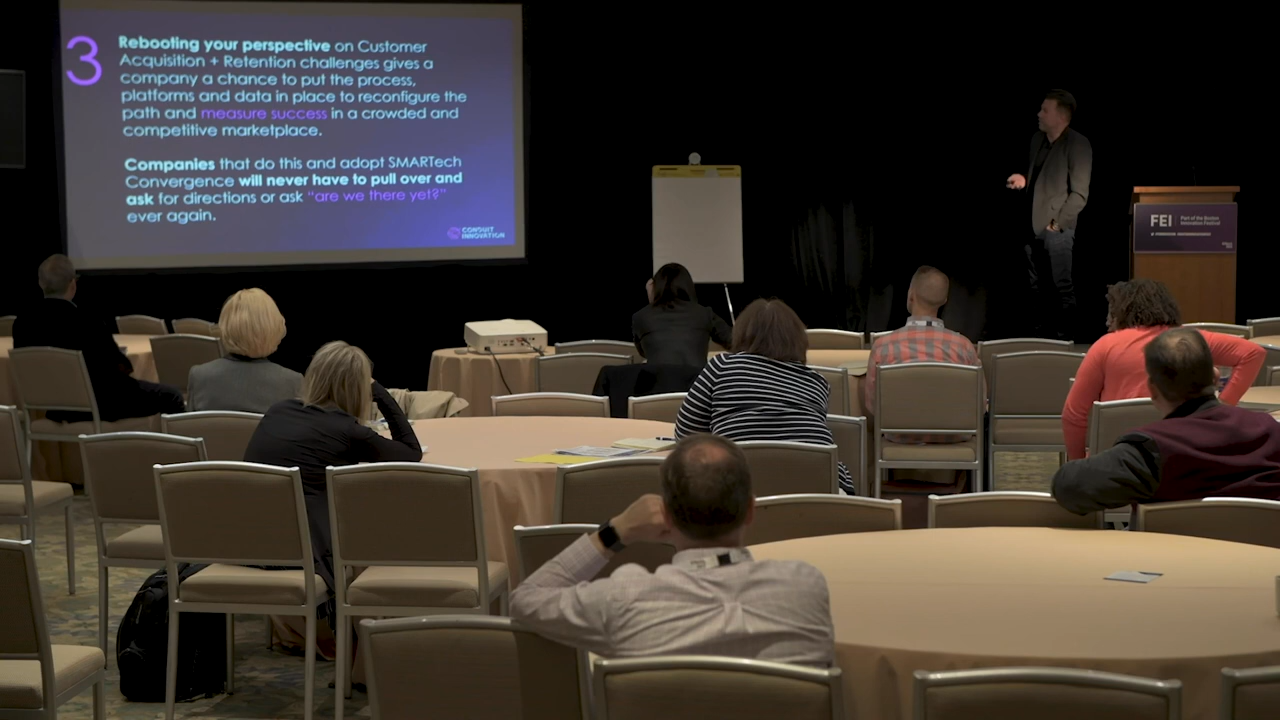 3
Rebooting your perspective on Customer
Acquisition + Retention challenges gives a
company a chance to put the process,
platforms and data in place to reconfigure the
path and measure success in a crowded and
competitive marketplace.
Companies that do this and adopt SMARTech
Convergence will never have to pull over and
ask for directions or ask “are we there yet?”
ever again.
CONDUIT
INNOVATION
FEI
Part of the Boston
Innovation Festival